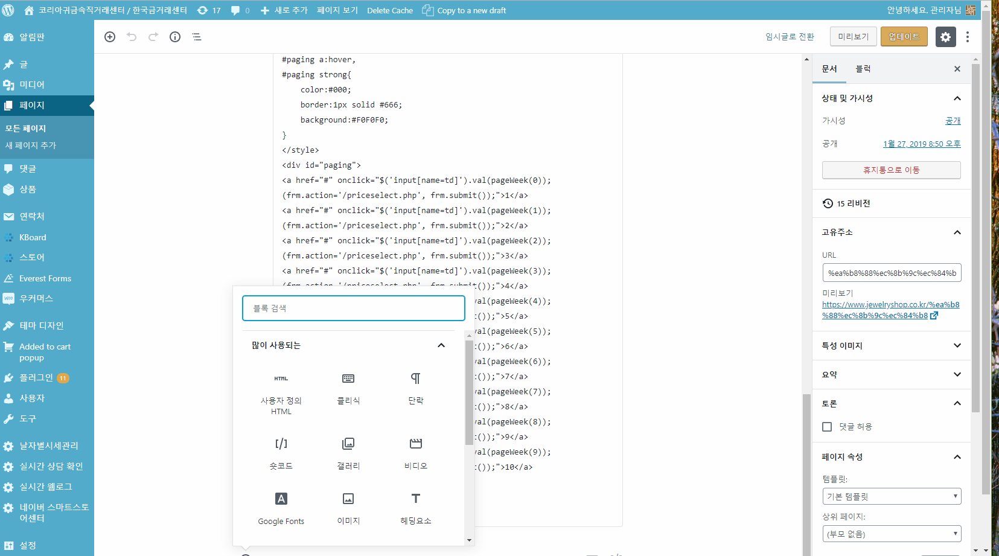 코리아귀금속직거래센터 / 한국금거래센터
17
0
새로 추가
페이지 보기
Delete Cache
Copy to a new draft
안녕하세요. 관리자님
알림판
글
미디어
페이지
모든 페이지
새 페이지 추가
댓글
상품
연락처
KBoard
스토어
Everest Forms
woo
우커머스
테마 디자인
Added to cart
popup
플러그인 11
사용자
도구
날자별시세관리
실시간 상담 확인
실시간 웰로그
네이버 스마트스토
어센터
설정
임시글로 전환
미리보기
업데이트
#paging a:hover,
#paging strong{
color:#000;
border:1px solid #666;
background:#F0F0F0;
}
</style>
<div id="paging">
<a href="#" onclick="$('input[name=td]').val(pageWeek(0));
(frm.action='/priceselect.php', frm.submit());">1</a>
<a href="#" onclick="$('input[name=td]').val(pageWeek(1));
(frm.action='/priceselect.php', frm.submit());">2</a>
<a href="#" onclick="$('input[name=td]').val(pageWeek(2));
(frm.action='/priceselect.php', frm.submit());">3</a>
<a href="#" onclick="$('input[name=td]').val(pageWeek(3));
(frm.action='/priceselect.php', frm.submit());">4</a>
val(pageWeek(4));
t());">5</a>
val(pageWeek(5));
t());">6</a>
val(pageWeek(6));
t());">7</a>
val(pageWeek(7));
t());">8</a>
val(pageWeek(8));
t());">9</a>
val(pageWeek(9));
t());">10</a>
블록 검색
많이 사용되는
HTML
사용자 정의
HTML
클리식
단락
[/]
숏코드
갤러리
비디오
A
Google Fonts
이미지
T
헤딩요소
문서
블럭
상태 및 가시성
가시성
공개
공개
1월 27, 2019 8:50 오후
휴지통으로 이동
15 리비전
고유주소
URL
%ea%b8%88%ec%8b%9c%ec%84%b
미리보기
https://www.jewelryshop.co.kr/%ea%b8
%88%ec%8b%9c%ec%84%b8
특성 이미지
요약
토론
댓글 허용
페이지 속성
템플릿:
기본 템플릿
상위 페이지:
(부모 없음)